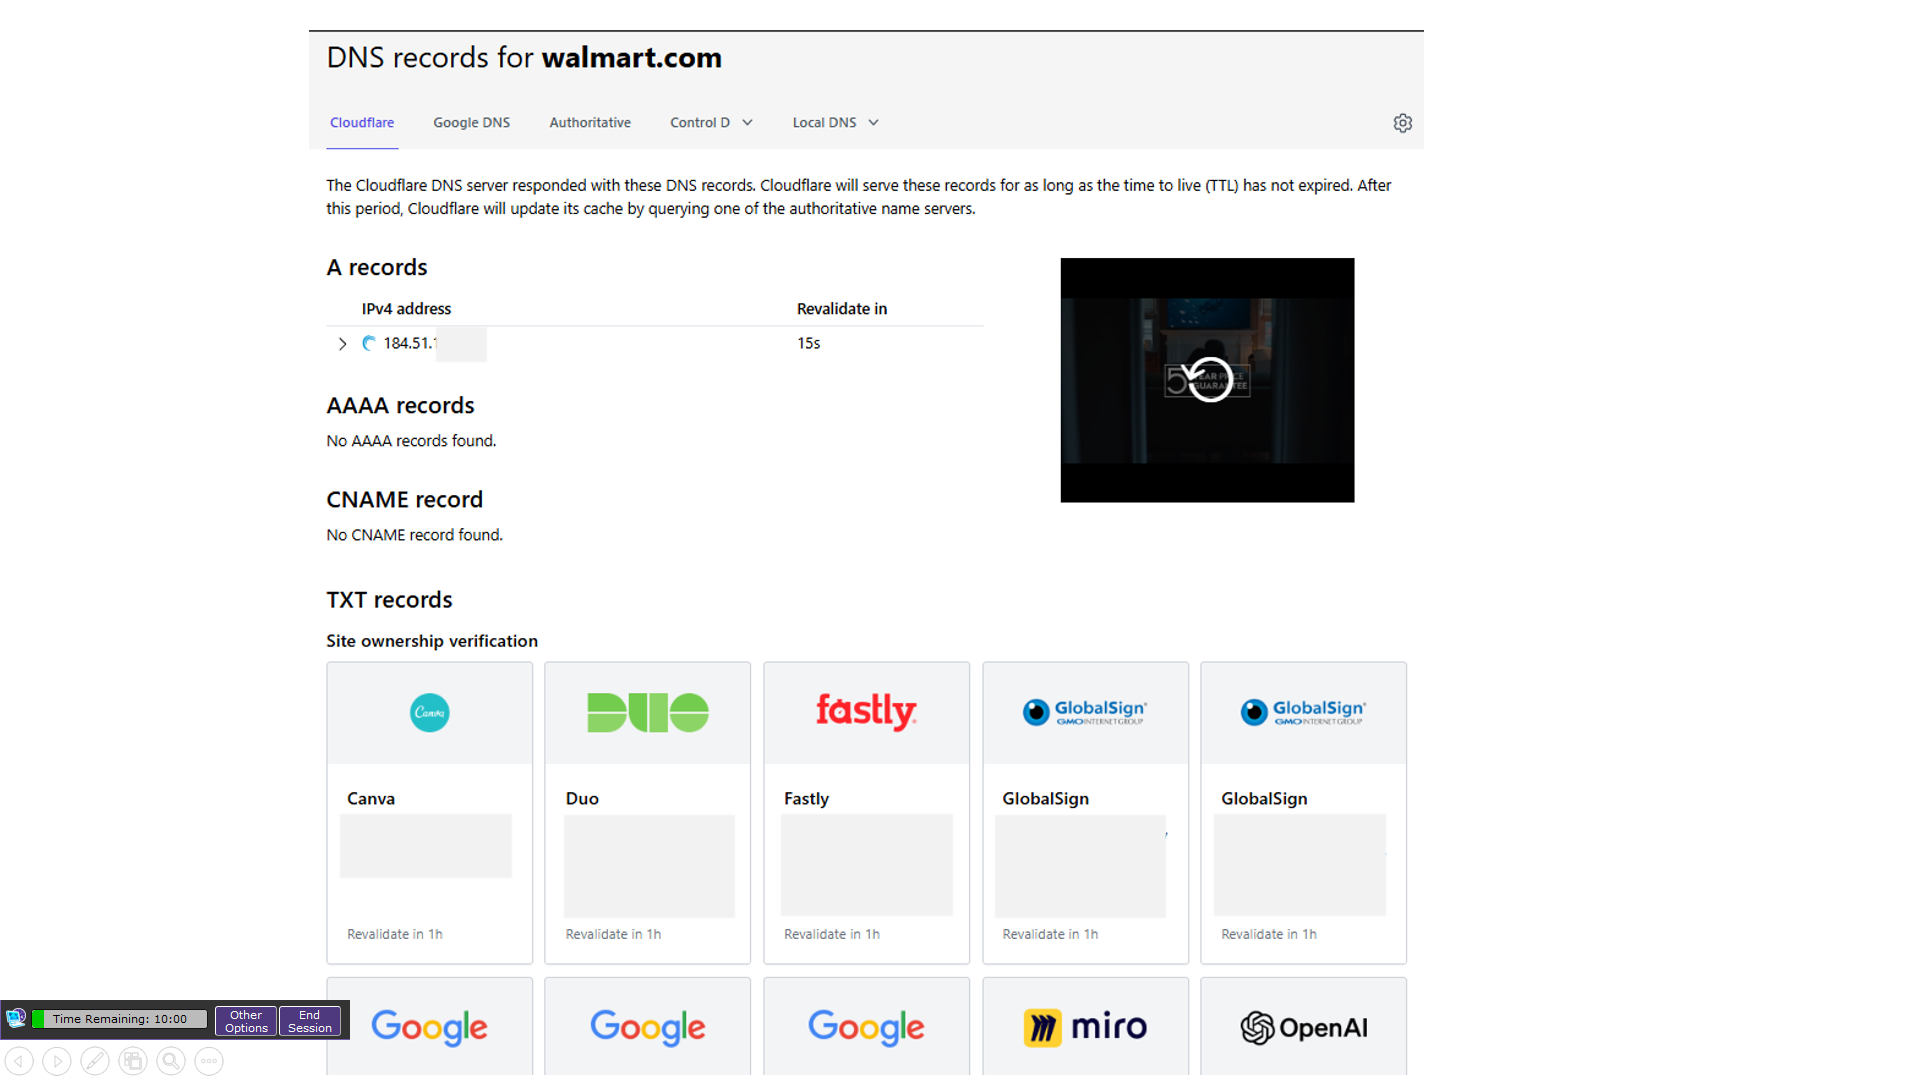 DNS records for walmart.com
Cloudflare
Google DNS
Authoritative
Control D
Local DNS
The Cloudflare DNS server responded with these DNS records. Cloudflare will serve these records for as long as the time to live (TTL) has not expired. After
this period, Cloudflare will update its cache by querying one of the authoritative name servers.
A records
IPv4 address
Revalidate in
184.51.
15s
AAAA records
No AAAA records found.
CNAME record
No CNAME record found.
TXT records
Site ownership verification
Canva
DUO
fastly
GlobalSign
GMO INTERNET GROUP
GlobalSign
GMO INTERNET GROUP
Canva
Duo
Fastly
GlobalSign
GlobalSign
Revalidate in 1h
Revalidate in 1h
Revalidate in 1h
Revalidate in 1h
Revalidate in 1h
Google
Google
Google
miro
OpenAI
Time Remaining: 10:00
Other
Options
End
Session